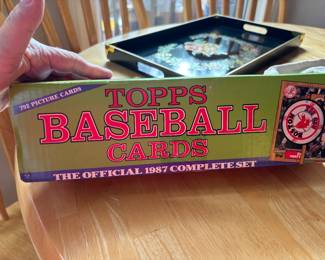 792 PICTURE CARDS
TOPPS
BASEBALL
CARDS
THE OFFICIAL 1987 COMPLETE SET